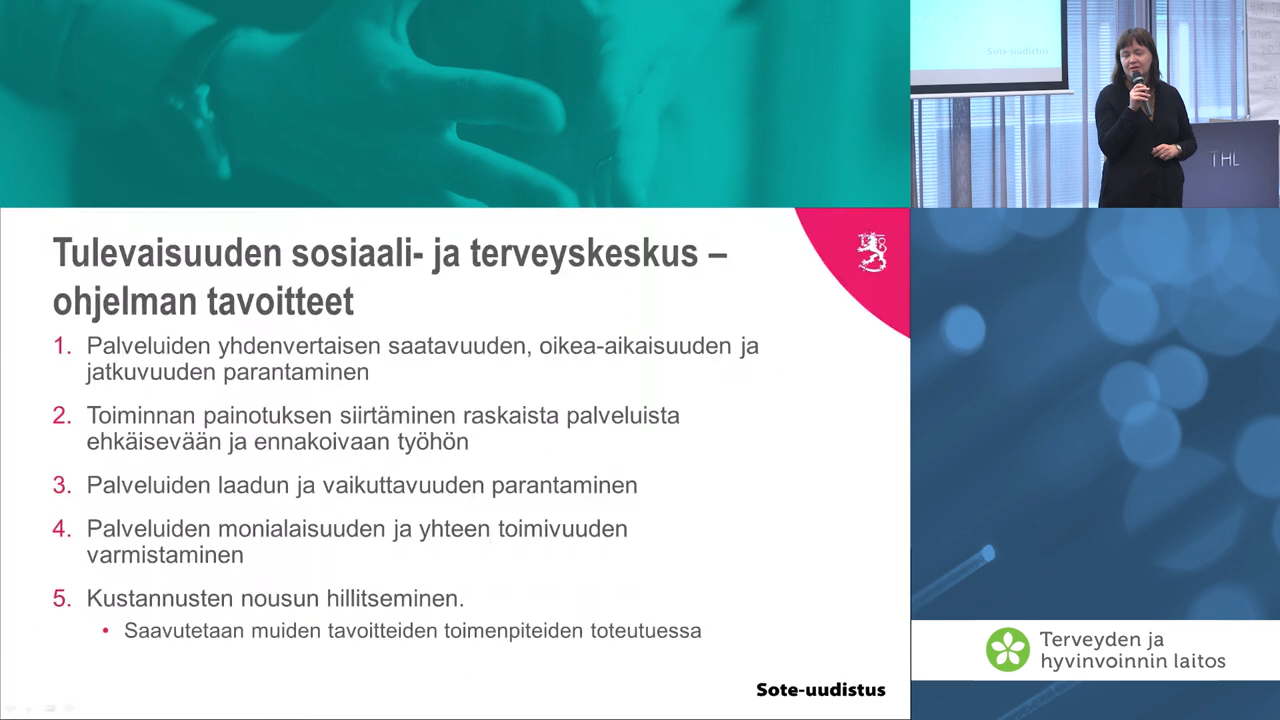 Tulevaisuuden sosiaali- ja terveyskeskus –
ohjelman tavoitteet
1. Palveluiden yhdenvertaisen saatavuuden, oikea-aikaisuuden ja
jatkuvuuden parantaminen
2. Toiminnan painotuksen siirtäminen raskaista palveluista
ehkäisevään ja ennakoivaan työhön
3. Palveluiden laadun ja vaikuttavuuden parantaminen
4. Palveluiden monialaisuuden ja yhteen toimivuuden
varmistaminen
5. Kustannusten nousun hillitseminen.
• Saavutetaan muiden tavoitteiden toimenpiteiden toteutuessa
Sote-uudistus
Sote-uudistus
THL
Terveyden ja
hyvinvoinnin laitos